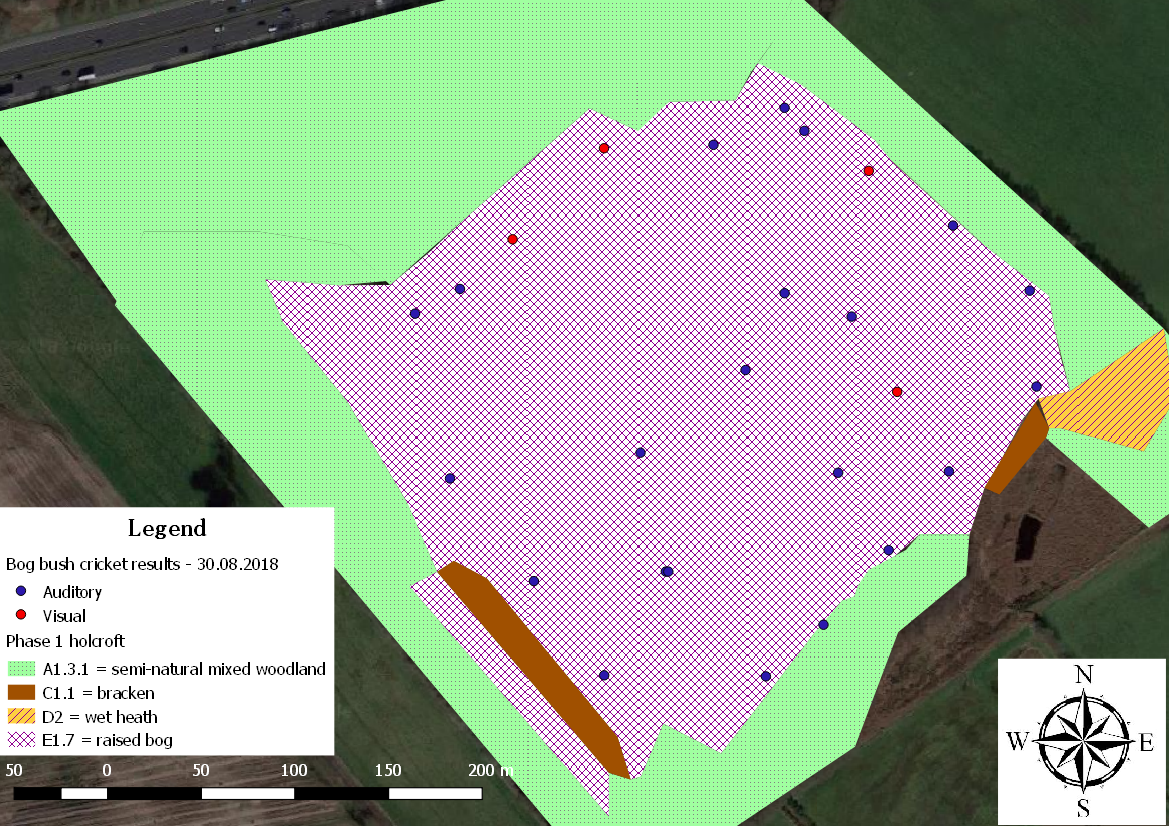 Legend
Bog bush cricket results - 30.08.2018
Auditory
Visual
Phase 1 holcroft
A1.3.1 = semi-natural mixed woodland
C1.1 = bracken
D2 = wet heath
E1.7 = raised bog
50 0 50 100 150 200 m
N
W E
S